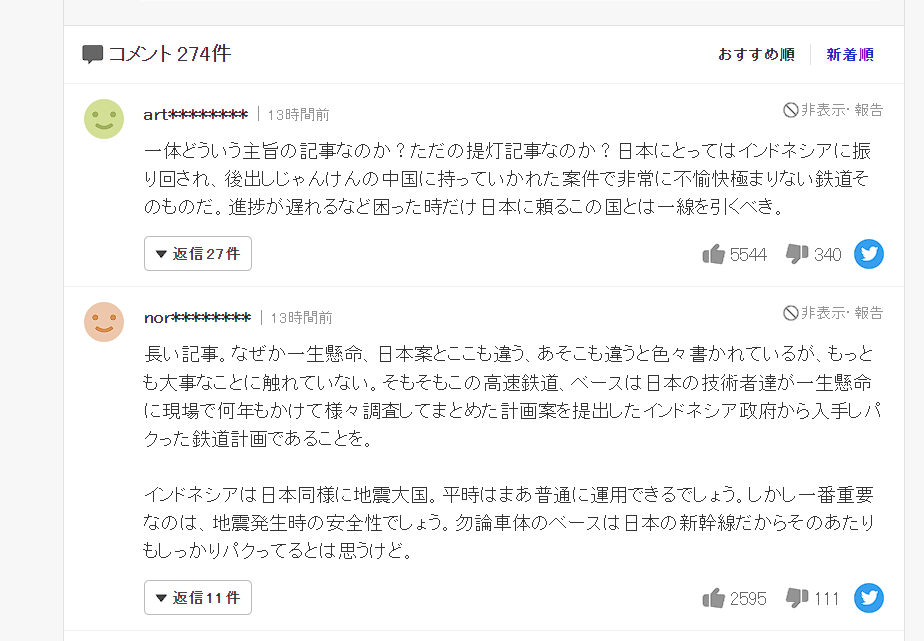 コメント 274件
おすすめ順
新着順
art******** 13時間前
非表示・報告
一体どういう主旨の記事なのか？ただの提灯記事なのか？日本にとってはインドネシアに振
り回され、後出しじゃんけんの中国に持っていかれた案件で非常に不愉快極まりない鉄道そ
のものだ。進捗が遅れるなど困った時だけ日本に頼るこの国とは一線を引くべき。
返信27件
5544
340
nor******** 13時間前
非表示・報告
長い記事。なぜか一生懸命、日本案とここも違う、あそこも違うと色々書かれているが、もっと
も大事なことに触れていない。そもそもこの高速鉄道、ベースは日本の技術者達が一生懸命
に現場で何年もかけて様々調査してまとめた計画案を提出したインドネシア政府から入手しパ
クった鉄道計画であることを。
インドネシアは日本同様に地震大国。平時はまあ普通に運用できるでしょう。しかし一番重要
なのは、地震発生時の安全性でしょう。勿論車体のベースは日本の新幹線だからそのあたり
もしっかりパクってるとは思うけど。
返信11件
2595
111